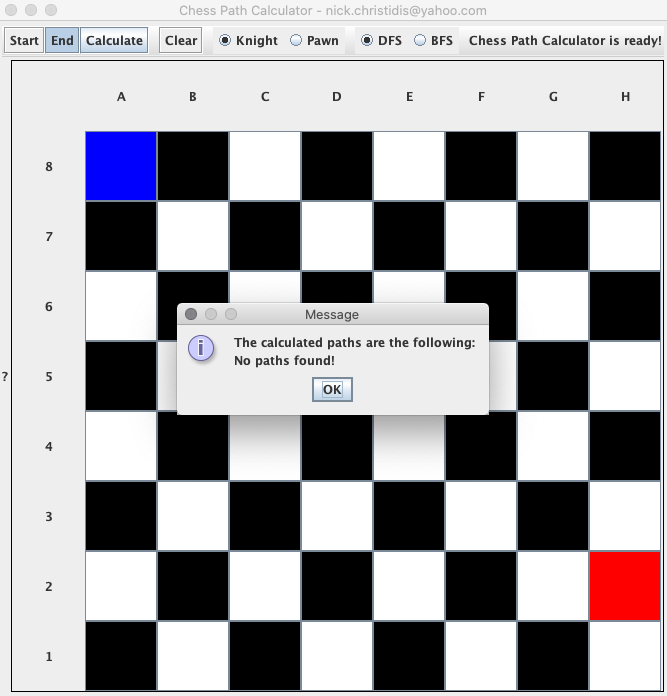 Chess Path Calculator - nick.christidis@yahoo.com
Start End Calculate Clear Knight Pawn DFS BFS Chess Path Calculator is ready!
A B C D E F G H
8
7
6
Message
The calculated paths are the following:
? 5
No paths found!
OK
4
3
2
1